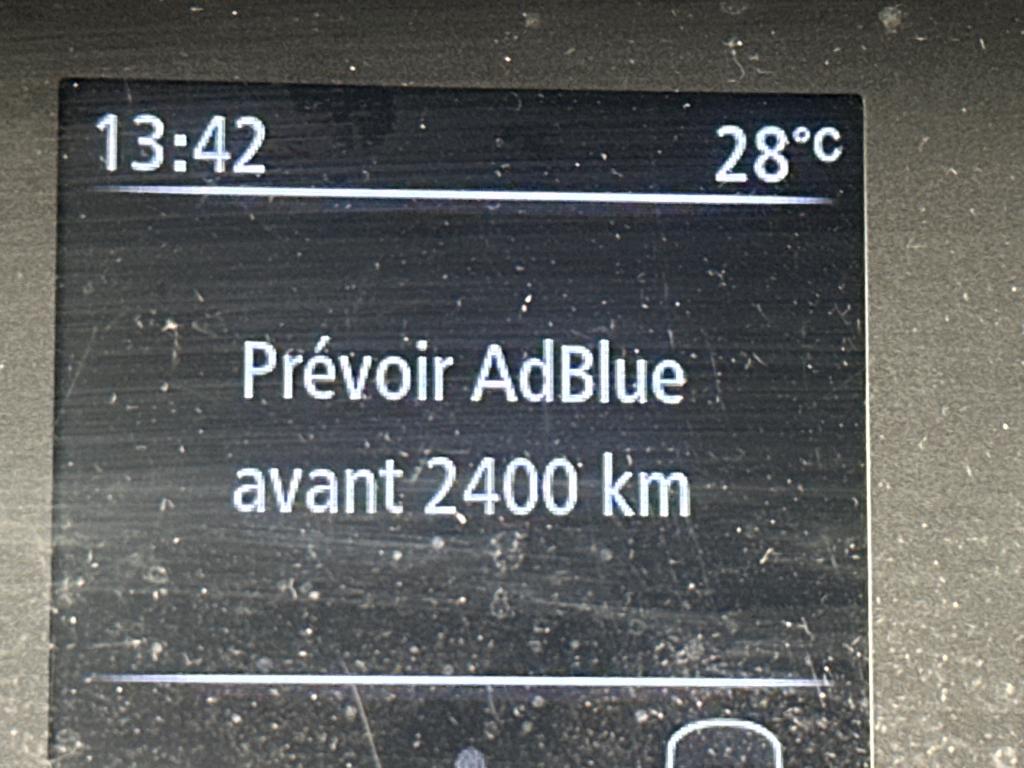 13:42 28°C
Prévoir AdBlue
avant 2400 km